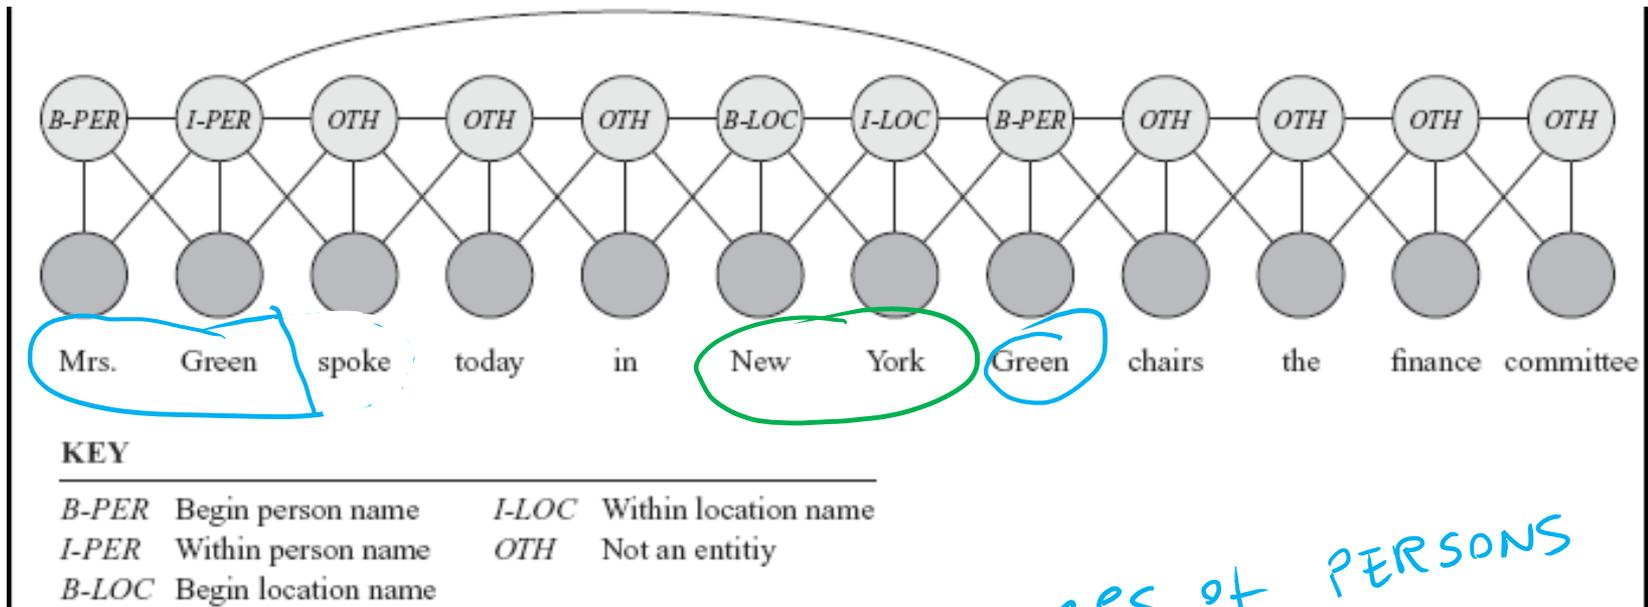 B-PER I-PER OTH OTH OTH B-LOC I-LOC B-PER OTH OTH OTH OTH
Mrs. Green spoke today in New York Green chairs the finance committee
KEY
B-PER Begin person name I-LOC Within location name
I-PER Within person name OTH Not an entitiy
B-LOC Begin location name
of PERSONS